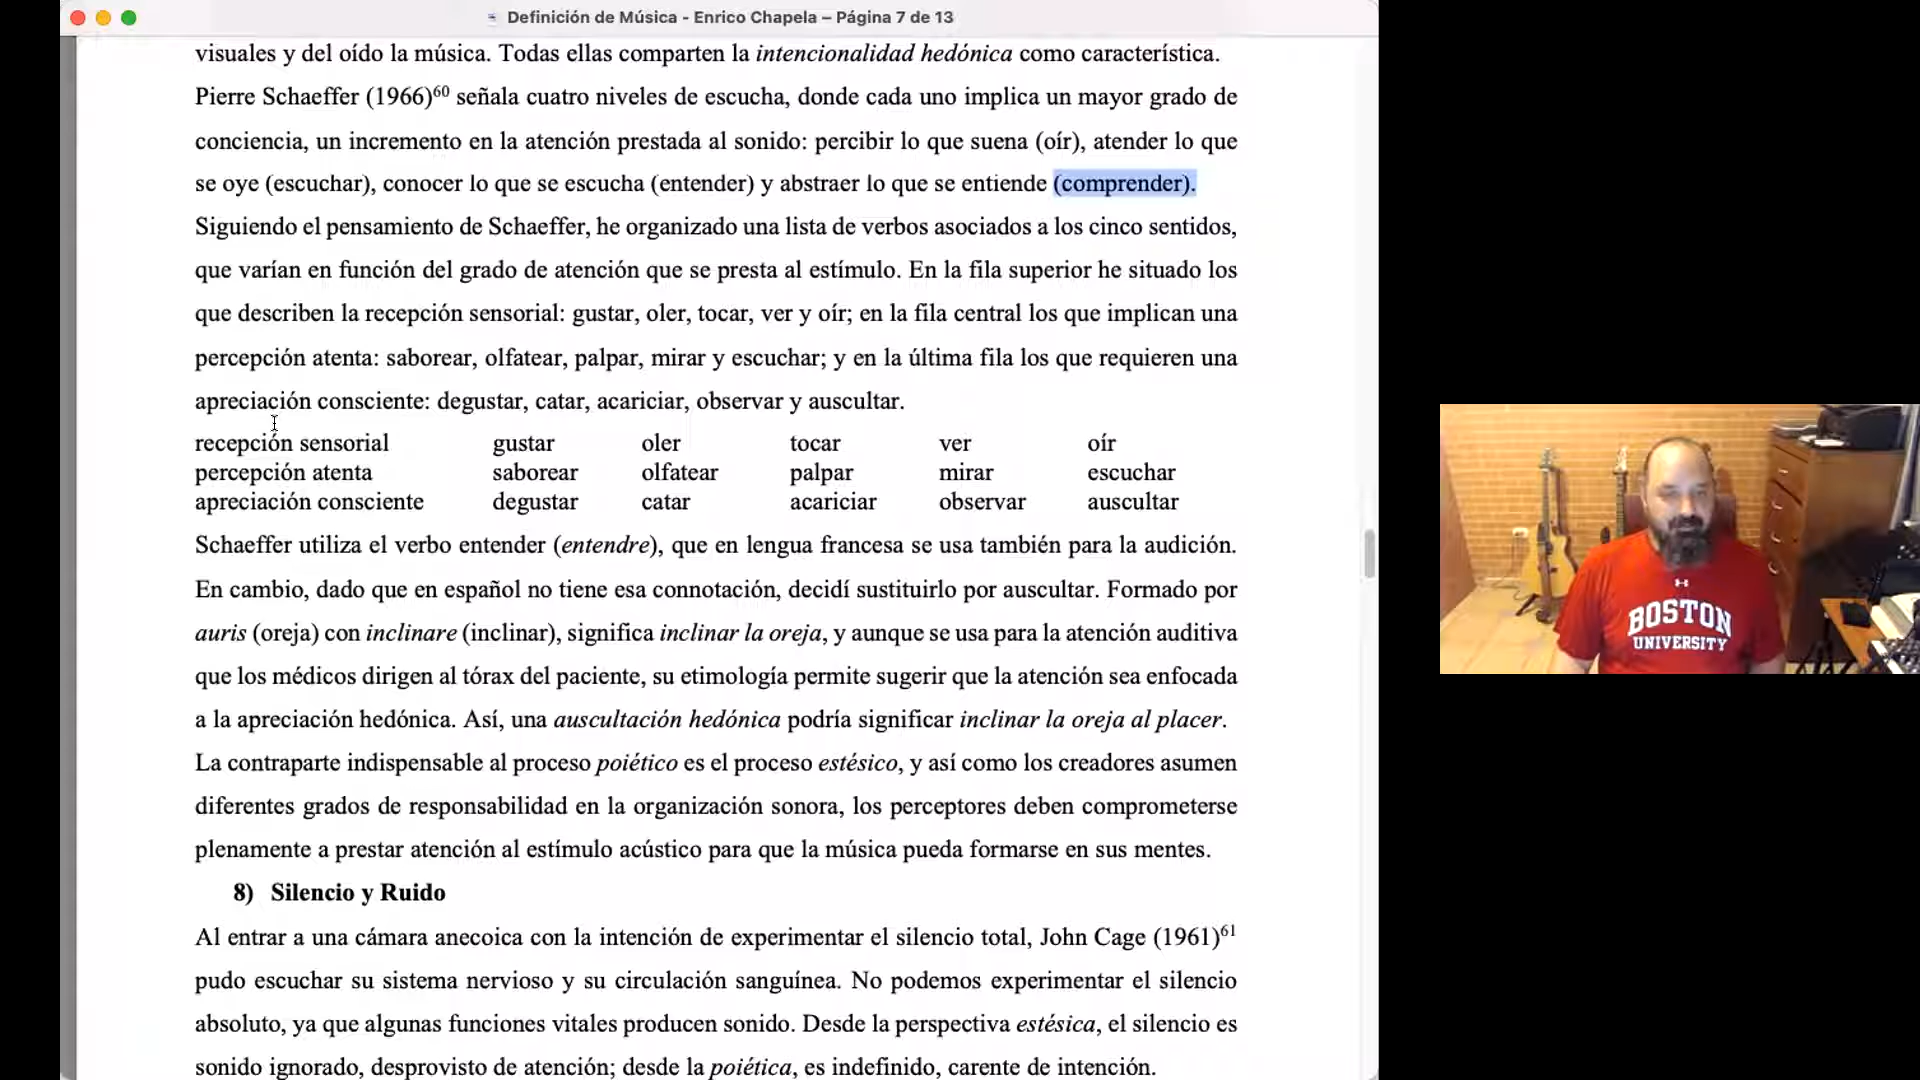 Definición de Música - Enrico Chapela – Página 7 de 13
visuales y del oído la música. Todas ellas comparten la intencionalidad hedónica como característica.
Pierre Schaeffer (1966)60 señala cuatro niveles de escucha, donde cada uno implica un mayor grado de
conciencia, un incremento en la atención prestada al sonido: percibir lo que suena (oír), atender lo que
se oye (escuchar), conocer lo que se escucha (entender) y abstraer lo que se entiende (comprender).
Siguiendo el pensamiento de Schaeffer, he organizado una lista de verbos asociados a los cinco sentidos,
que varían en función del grado de atención que se presta al estímulo. En la fila superior he situado los
que describen la recepción sensorial: gustar, oler, tocar, ver y oír; en la fila central los que implican una
percepción atenta: saborear, olfatear, palpar, mirar y escuchar; y en la última fila los que requieren una
apreciación consciente: degustar, catar, acariciar, observar y auscultar.
recepción sensorial gustar oler tocar ver oír
percepción atenta saborear olfatear palpar mirar escuchar
apreciación consciente degustar catar acariciar observar auscultar
Schaeffer utiliza el verbo entender (entendre), que en lengua francesa se usa también para la audición.
En cambio, dado que en español no tiene esa connotación, decidí sustituirlo por auscultar. Formado por
auris (oreja) con inclinare (inclinar), significa inclinar la oreja, y aunque se usa para la atención auditiva
que los médicos dirigen al tórax del paciente, su etimología permite sugerir que la atención sea enfocada
a la apreciación hedónica. Así, una auscultación hedónica podría significar inclinar la oreja al placer.
La contraparte indispensable al proceso poiético es el proceso estésico, y así como los creadores asumen
diferentes grados de responsabilidad en la organización sonora, los perceptores deben comprometerse
plenamente a prestar atención al estímulo acústico para que la música pueda formarse en sus mentes.
8) Silencio y Ruido
Al entrar a una cámara anecoica con la intención de experimentar el silencio total, John Cage (1961)61
pudo escuchar su sistema nervioso y su circulación sanguínea. No podemos experimentar el silencio
absoluto, ya que algunas funciones vitales producen sonido. Desde la perspectiva estésica, el silencio es
sonido ignorado, desprovisto de atención; desde la poiética, es indefinido, carente de intención.
BOSTON
UNIVERSITY